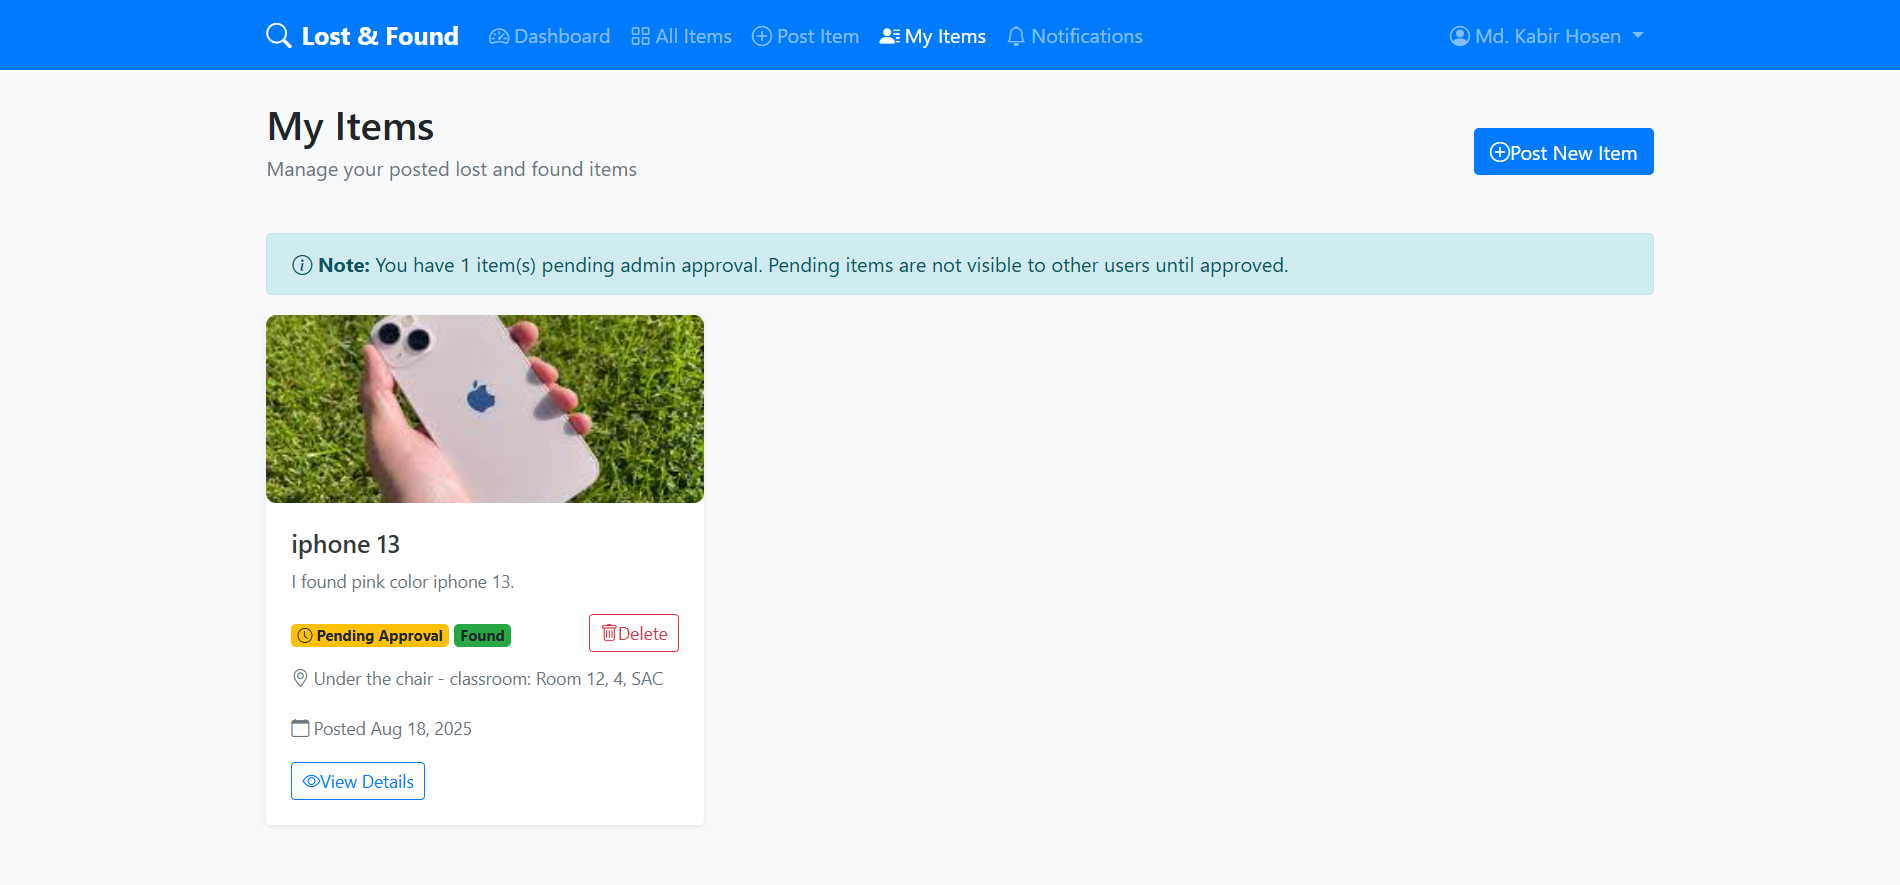 Lost & Found Dashboard All Items Post Item My Items Notifications Md. Kabir Hosen
My Items
Manage your posted lost and found items
Post New Item
Note: You have 1 item(s) pending admin approval. Pending items are not visible to other users until approved.
iphone 13
I found pink color iphone 13.
Pending Approval Found Delete
Under the chair - classroom: Room 12, 4, SAC
Posted Aug 18, 2025
View Details